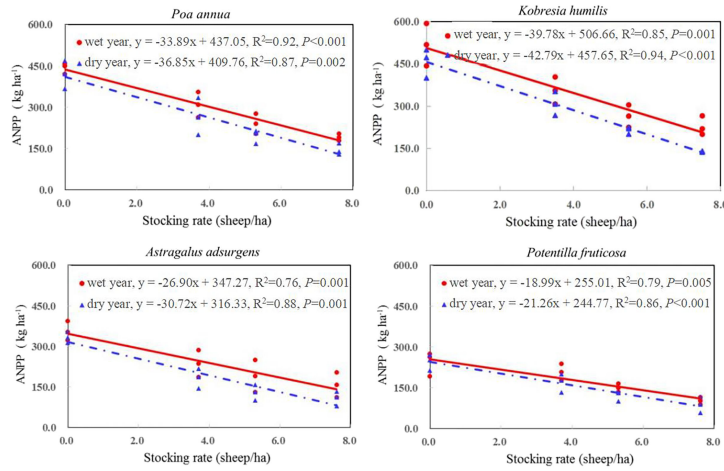 Poa annua
600.0
wet year, y = -33.89x + 437.05, R²=0.92, P<0.001
dry year, y = -36.85x + 409.76, R²=0.87, P=0.002
450.0
300.0
150.0
0.0
0.0 2.0 4.0 6.0 8.0
ANPP ( kg ha⁻¹)
Stocking rate (sheep/ha)
Kobresia humilis
600.0
wet year, y = -39.78x + 506.66, R²=0.85, P=0.001
dry year, y = -42.79x + 457.65, R²=0.94, P<0.001
450.0
300.0
150.0
0.0
0.0 2.0 4.0 6.0 8.0
ANPP ( kg ha⁻¹)
Stocking rate (sheep/ha)
Astragalus adsurgens
600.0
wet year, y = -26.90x + 347.27, R²=0.76, P=0.001
dry year, y = -30.72x + 316.33, R²=0.88, P=0.001
450.0
300.0
150.0
0.0
0.0 2.0 4.0 6.0 8.0
ANPP ( kg ha⁻¹)
Stocking rate (sheep/ha)
Potentilla fruticosa
600.0
wet year, y = -18.99x + 255.01, R²=0.79, P=0.005
dry year, y = -21.26x + 244.77, R²=0.86, P<0.001
450.0
300.0
150.0
0.0
0.0 2.0 4.0 6.0 8.0
ANPP ( kg ha⁻¹)
Stocking rate (sheep/ha)